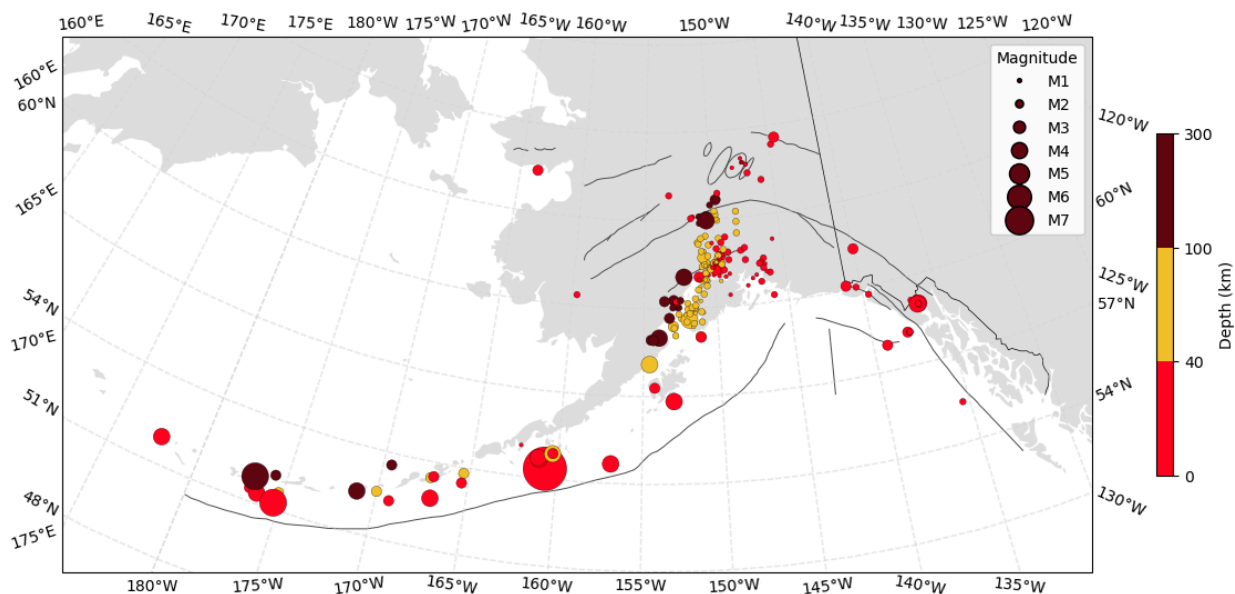 160°E 165°E 170°E 175°E 180°W 175°W 170°W 165°W 160°W 150°W 140°W 135°W 130°W 125°W 120°W
160°E
60°N
165°E
54°N
170°E
51°N
48°N
175°E
Magnitude
M1
M2
M3
M4
M5
M6
M7
120°W
60°N
125°W
57°N
54°N
130°W
300
100
40
0
Depth (km)
180°W 175°W 170°W 165°W 160°W 155°W 150°W 145°W 140°W 135°W